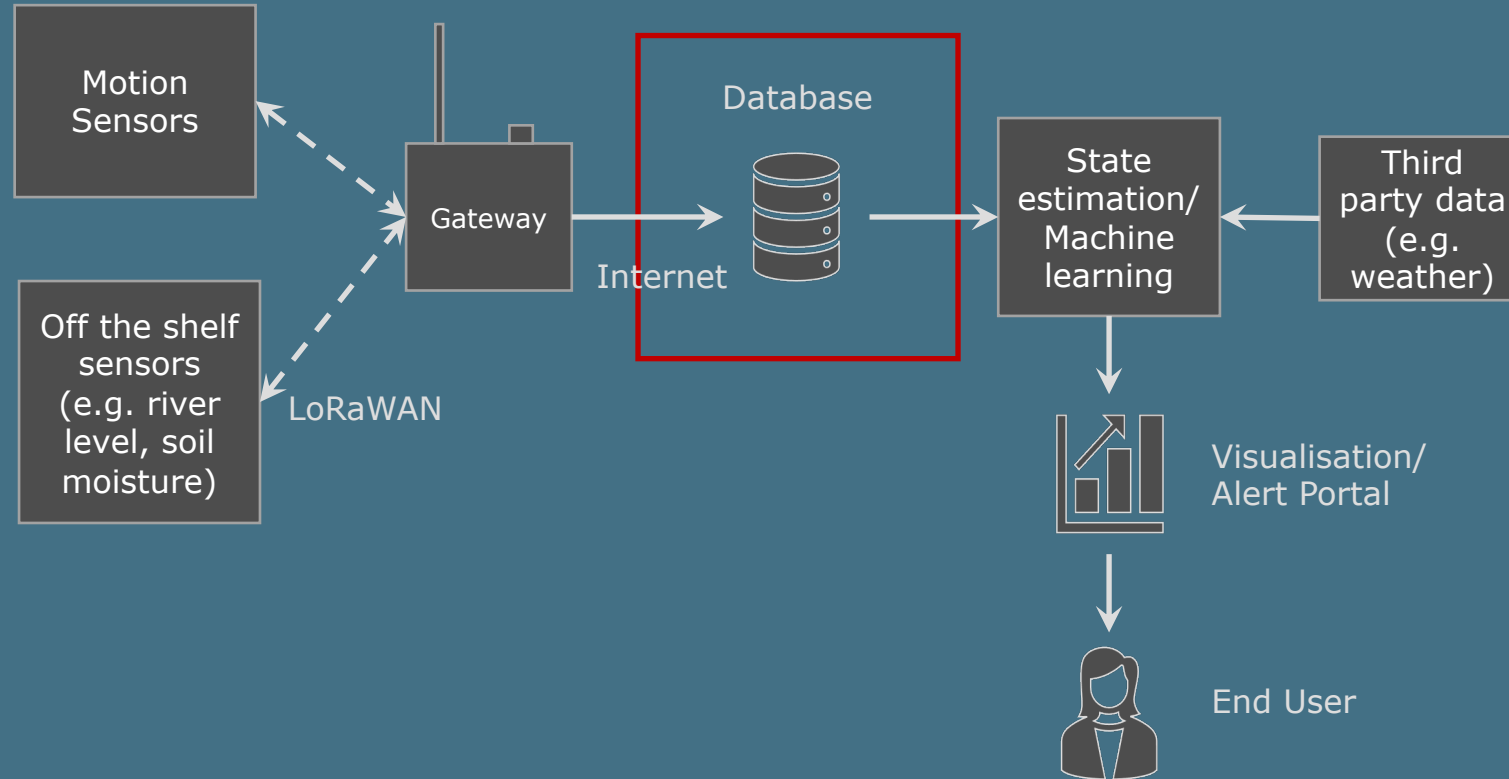 Motion
Sensors
Off the shelf
sensors
(e.g. river
level, soil
moisture)
LoRaWAN
Gateway
Internet
Database
State
estimation/
Machine
learning
Third
party data
(e.g.
weather)
Visualisation/
Alert Portal
End User